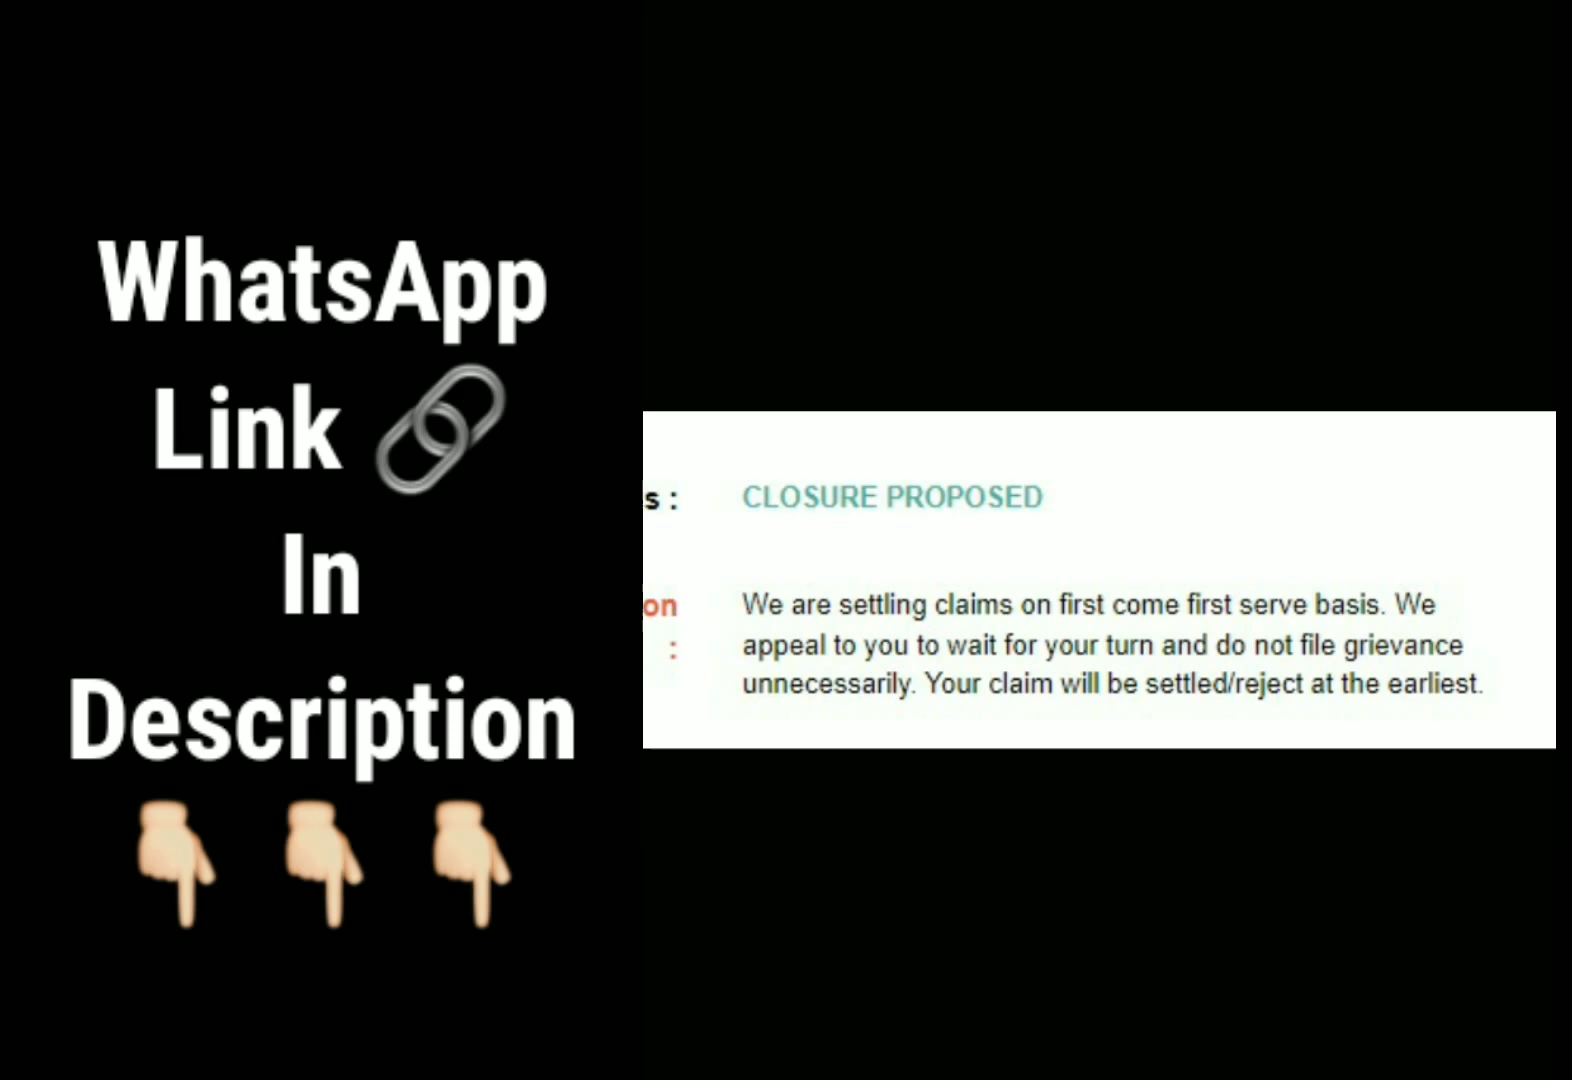 WhatsApp
Link 🔗
In
Description
👇🏼 👇🏼 👇🏼
s : CLOSURE PROPOSED
on We are settling claims on first come first serve basis. We
: appeal to you to wait for your turn and do not file grievance
unnecessarily. Your claim will be settled/reject at the earliest.